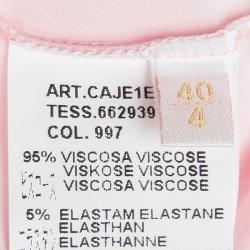 ART.CAJE1E
TESS.662939
COL. 997
40
4
95% VISCOSA VISCOSE
VISKOSE VISCOSE
VISCOSE
5% ELASTAM ELASTANE
ELASTHAN
ELASTHANNE